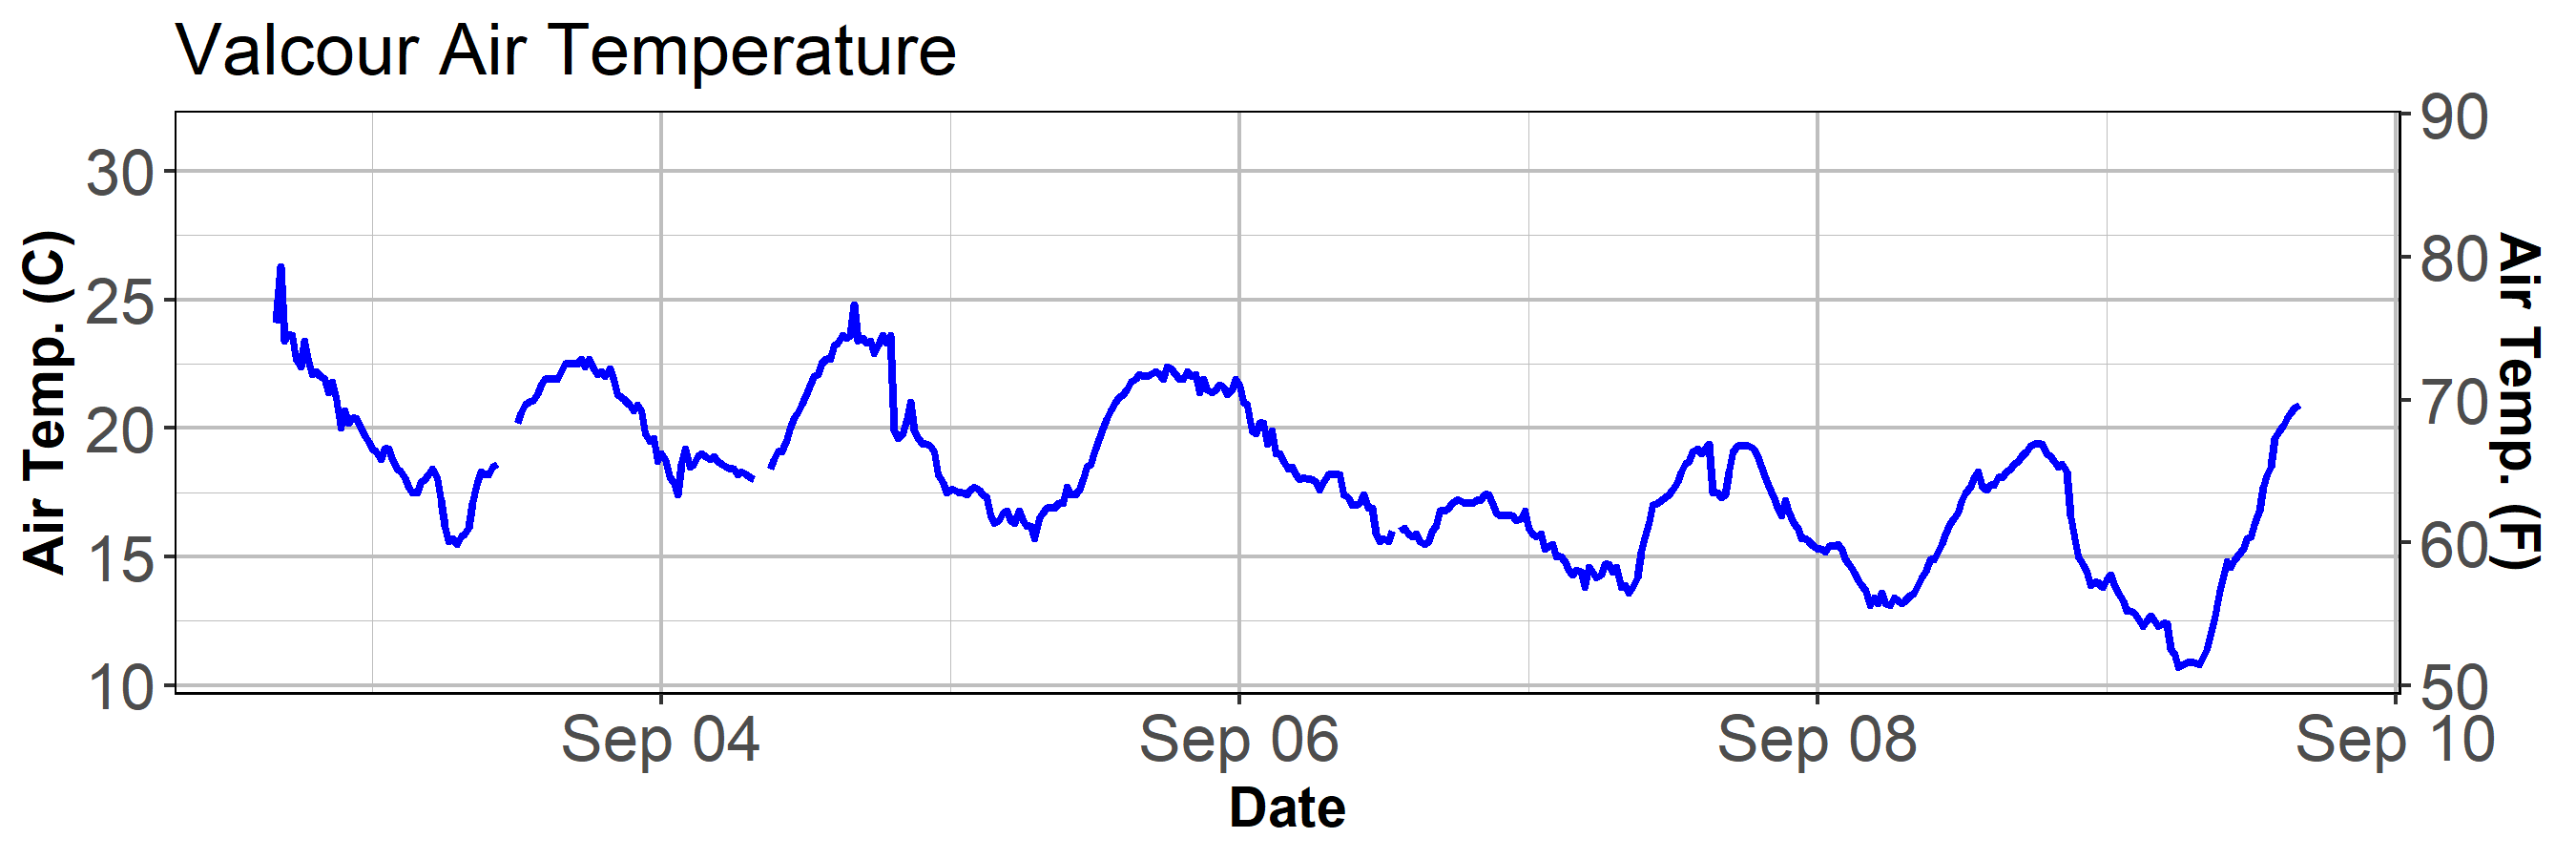 Valcour Air Temperature
Air Temp. (C)
30
25
20
15
10
90
80
70
60
50
Air Temp. (F)
Sep 04
Sep 06
Sep 08
Sep 10
Date